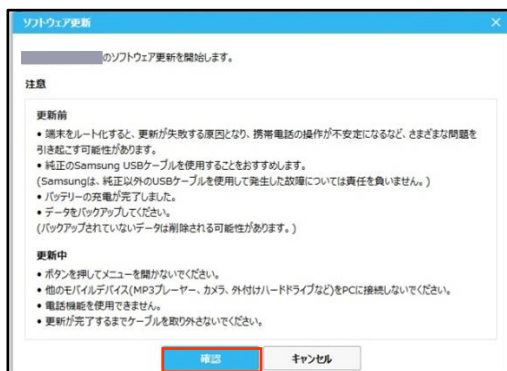 ソフトウェア更新
のソフトウェア更新を開始します。
注意
更新前
• 端末をルート化すると、更新が失敗する原因となり、携帯電話の操作が不安定になるなど、さまざまな問題を
引き起こす可能性があります。
• 純正のSamsung USBケーブルを使用することをおすすめします。
(Samsungは、純正以外のUSBケーブルを使用して発生した故障については責任を負いません。)
• バッテリーの充電が完了しました。
• データをバックアップしてください。
(バックアップされていないデータは削除される可能性があります。)
更新中
• ボタンを押してメニューを開かないでください。
• 他のモバイルデバイス(MP3プレーヤー、カメラ、外付けハードドライブなど)をPCに接続しないでください。
• 電話機能を使用できません。
• 更新が完了するまでケーブルを取り外さないでください。
確認 キャンセル